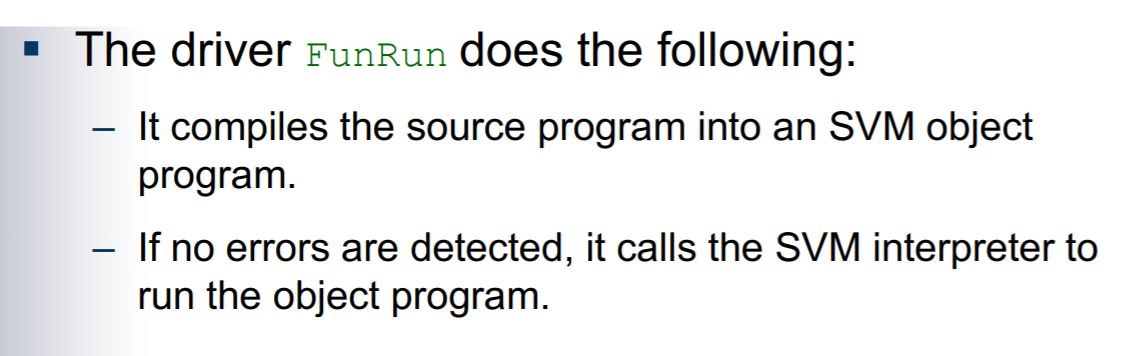 ▪ The driver FunRun does the following:
– It compiles the source program into an SVM object
program.
– If no errors are detected, it calls the SVM interpreter to
run the object program.